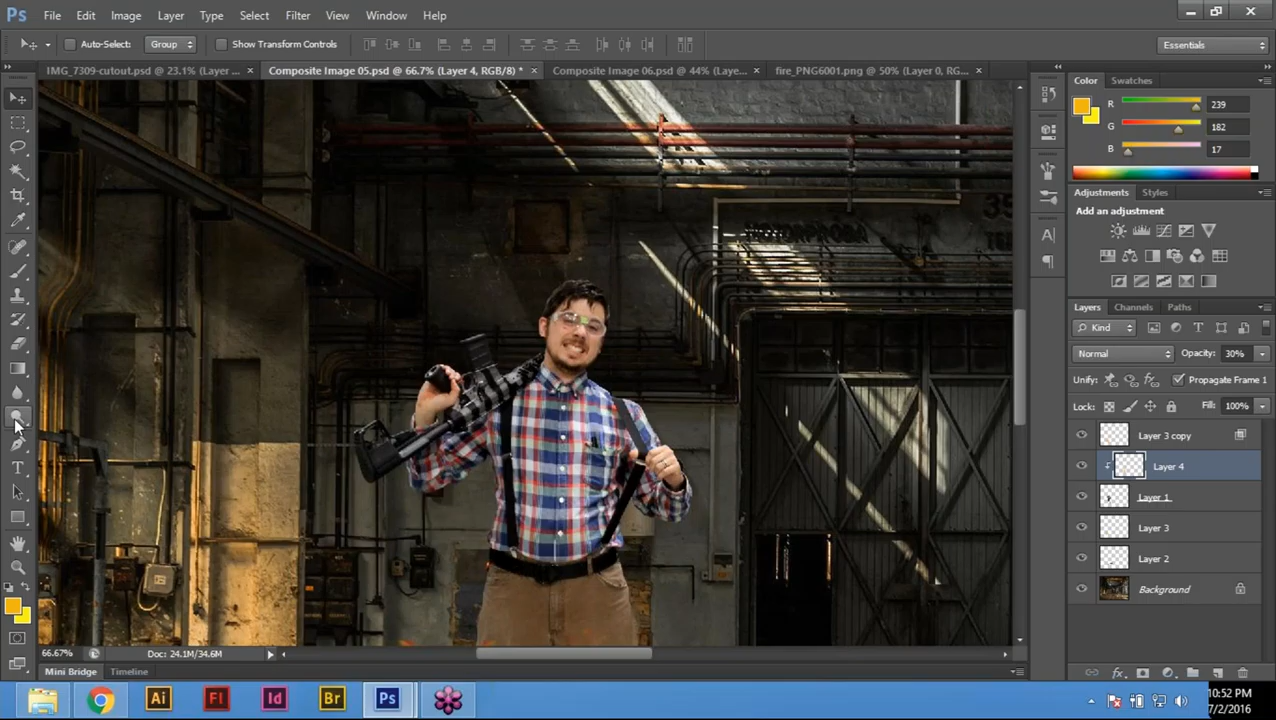 Ps File Edit Image Layer Type Select Filter View Window Help
Auto-Select: Group Show Transform Controls Essentials
IMG_7309-cutout.psd @ 23.1% (Layer ... × Composite Image 05.psd @ 66.7% (Layer 4, RGB/8) * × Composite Image 06.psd @ 44% (Laye... × fire_PNG6001.png @ 50% (Layer 0, RG... ×
Color Swatches
R 239
G 182
B 17
Adjustments Styles
Add an adjustment
Layers Channels Paths
Kind
Normal Opacity: 30%
Unify: Propagate Frame 1
Lock: Fill: 100%
Layer 3 copy
Layer 4
Layer 1
Layer 3
Layer 2
Background
66.67% Doc: 24.1M/34.6M
Mini Bridge Timeline
Ai Fl Id Br Ps
10:52 PM
7/2/2016